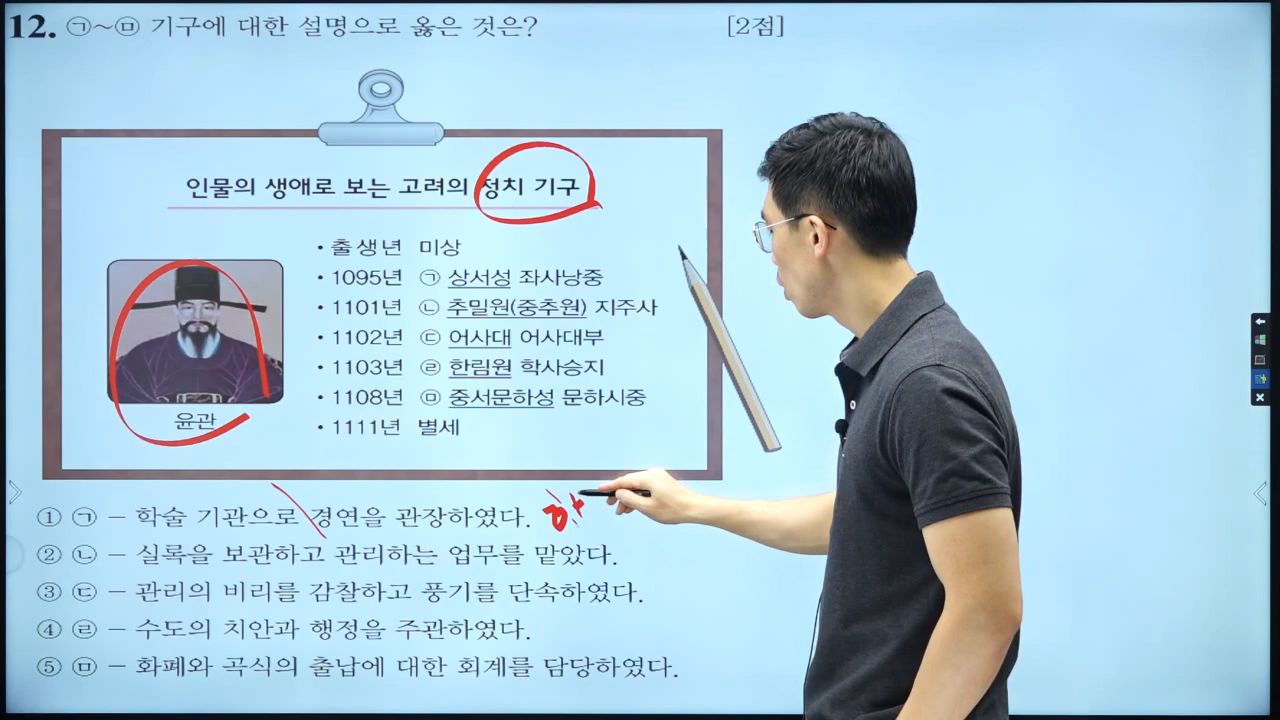 12. ㉠~㉤ 기구에 대한 설명으로 옳은 것은? [2점]
인물의 생애로 보는 고려의 정치 기구
• 출생년 미상
• 1095년 ㉠ 상서성 좌사낭중
• 1101년 ㉡ 추밀원(중추원) 지주사
• 1102년 ㉢ 어사대 어사대부
• 1103년 ㉣ 한림원 학사승지
• 1108년 ㉤ 중서문하성 문하시중
• 1111년 별세
윤관
① ㉠ – 학술 기관으로 경연을 관장하였다.
② ㉡ – 실록을 보관하고 관리하는 업무를 맡았다.
③ ㉢ – 관리의 비리를 감찰하고 풍기를 단속하였다.
④ ㉣ – 수도의 치안과 행정을 주관하였다.
⑤ ㉤ – 화폐와 곡식의 출납에 대한 회계를 담당하였다.